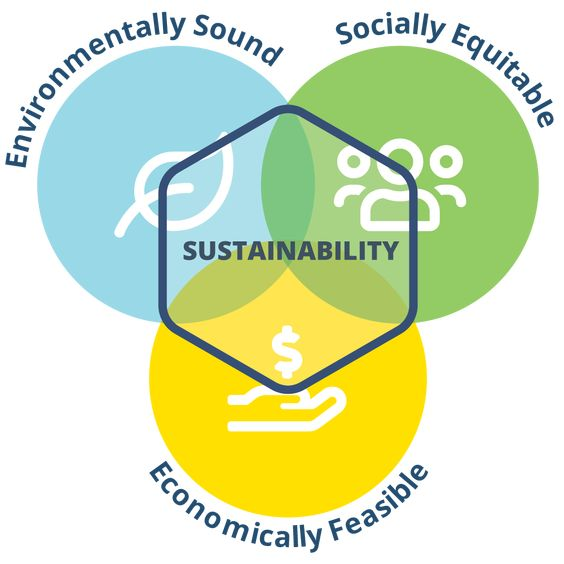 Environmentally Sound
Socially Equitable
SUSTAINABILITY
$
Economically Feasible